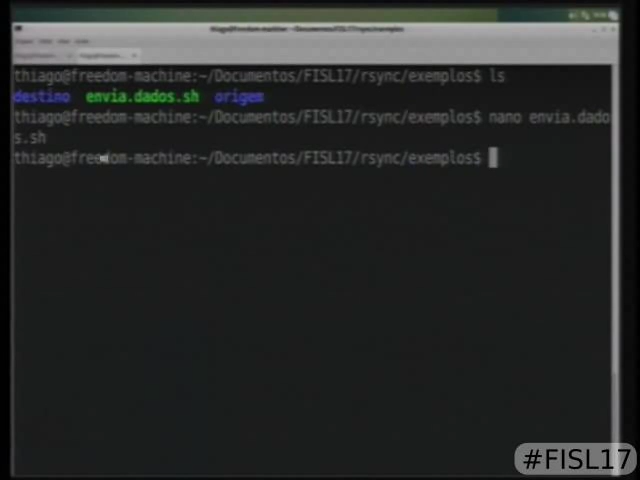 thiago@freedom-machine:~/Documentos/FISL17/rsync/exemplos$ ls
destino envia.dados.sh origem
thiago@freedom-machine:~/Documentos/FISL17/rsync/exemplos$ nano envia.dado
s.sh
thiago@freedom-machine:~/Documentos/FISL17/rsync/exemplos$
#FISL17